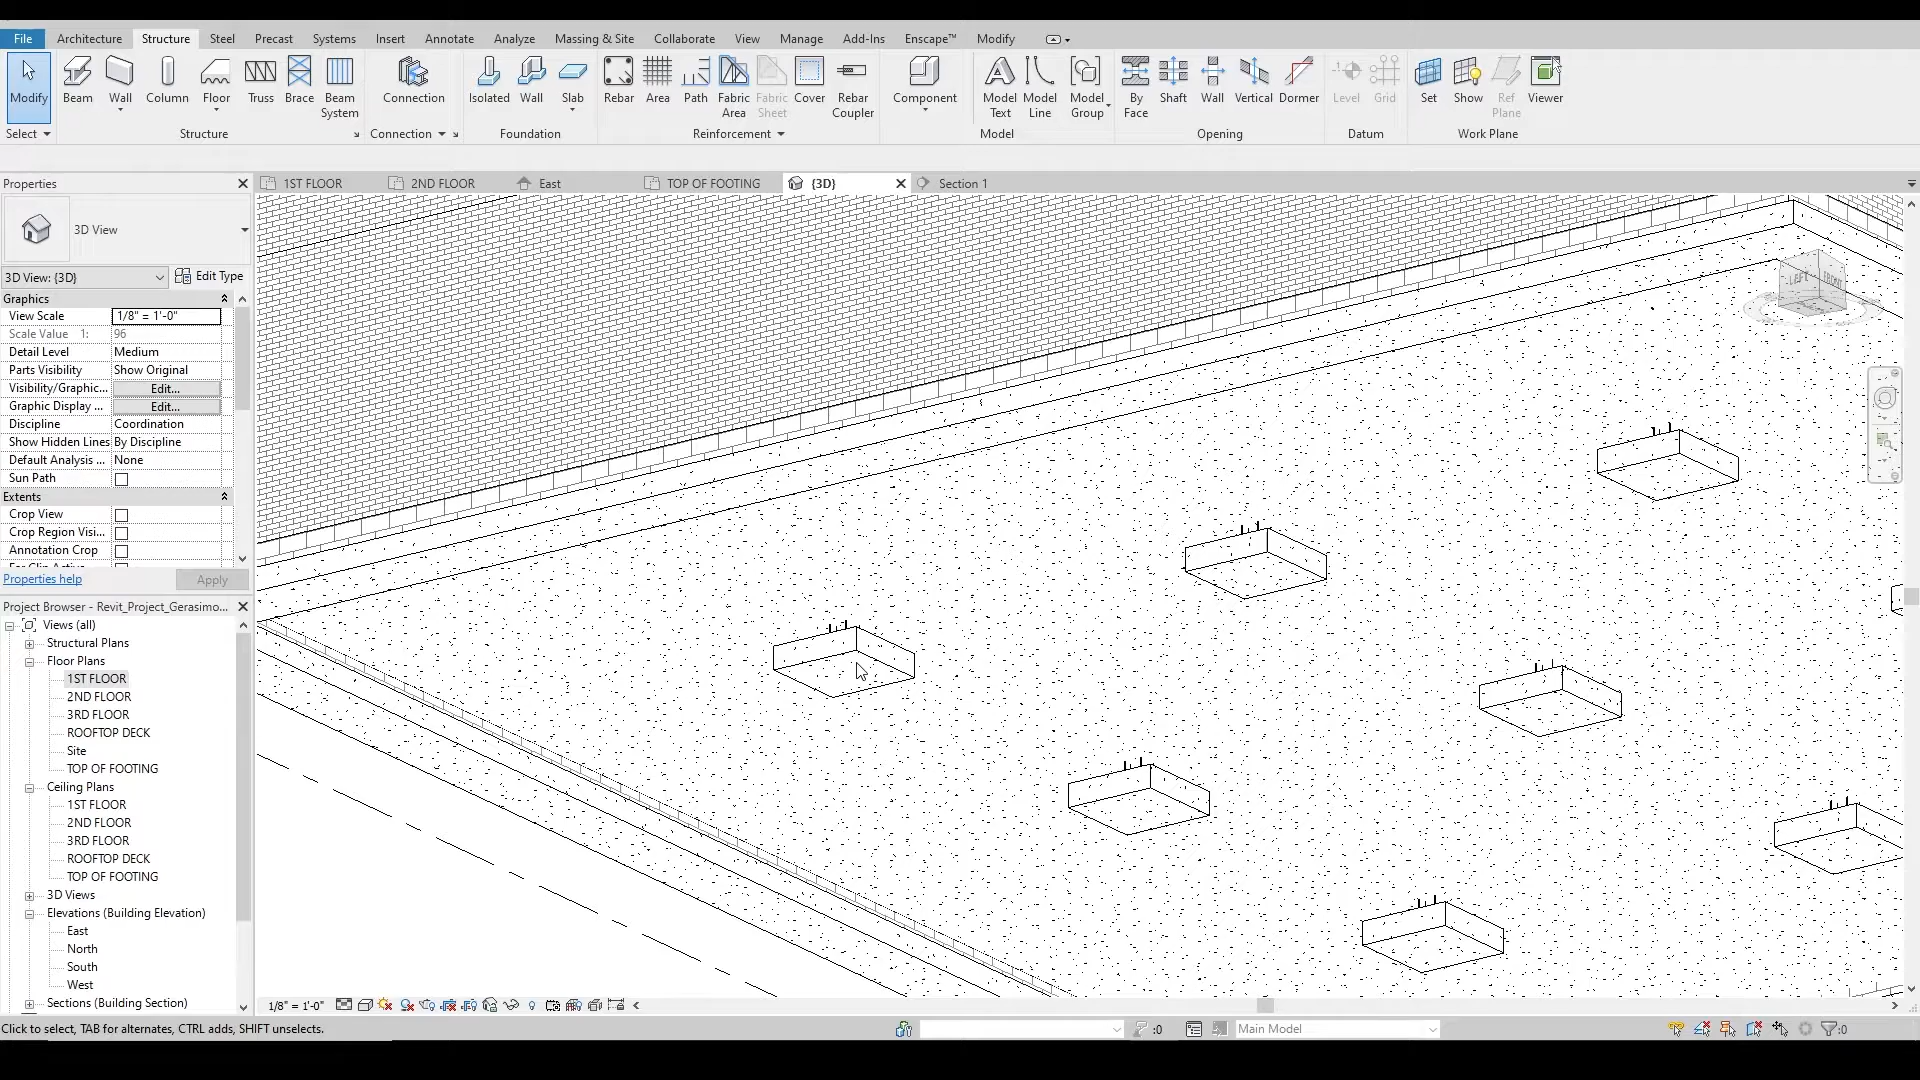 File Architecture Structure Steel Precast Systems Insert Annotate Analyze Massing & Site Collaborate View Manage Add-Ins Enscape™ Modify
Modify Beam Wall Column Floor Truss Brace Beam System Connection Isolated Wall Slab Rebar Area Path Fabric Area Fabric Sheet Cover Rebar Coupler Component Model Text Model Line Model Group By Face Shaft Wall Vertical Dormer Level Grid Set Show Ref Plane Viewer
Select Structure Connection Foundation Reinforcement Model Opening Datum Work Plane
Properties
1ST FLOOR 2ND FLOOR East TOP OF FOOTING {3D} Section 1
3D View
3D View: {3D} Edit Type
Graphics
View Scale 1/8" = 1'-0"
Scale Value 1: 96
Detail Level Medium
Parts Visibility Show Original
Visibility/Graphic... Edit...
Graphic Display ... Edit...
Discipline Coordination
Show Hidden Lines By Discipline
Default Analysis ... None
Sun Path
Extents
Crop View
Crop Region Visi...
Annotation Crop
Properties help Apply
Project Browser - Revit_Project_Gerasimo...
Views (all)
Structural Plans
Floor Plans
1ST FLOOR
2ND FLOOR
3RD FLOOR
ROOFTOP DECK
Site
TOP OF FOOTING
Ceiling Plans
1ST FLOOR
2ND FLOOR
3RD FLOOR
ROOFTOP DECK
TOP OF FOOTING
3D Views
Elevations (Building Elevation)
East
North
South
West
Sections (Building Section)
LEFT FRONT
1/8" = 1'-0"
Click to select, TAB for alternates, CTRL adds, SHIFT unselects.
:0 Main Model :0